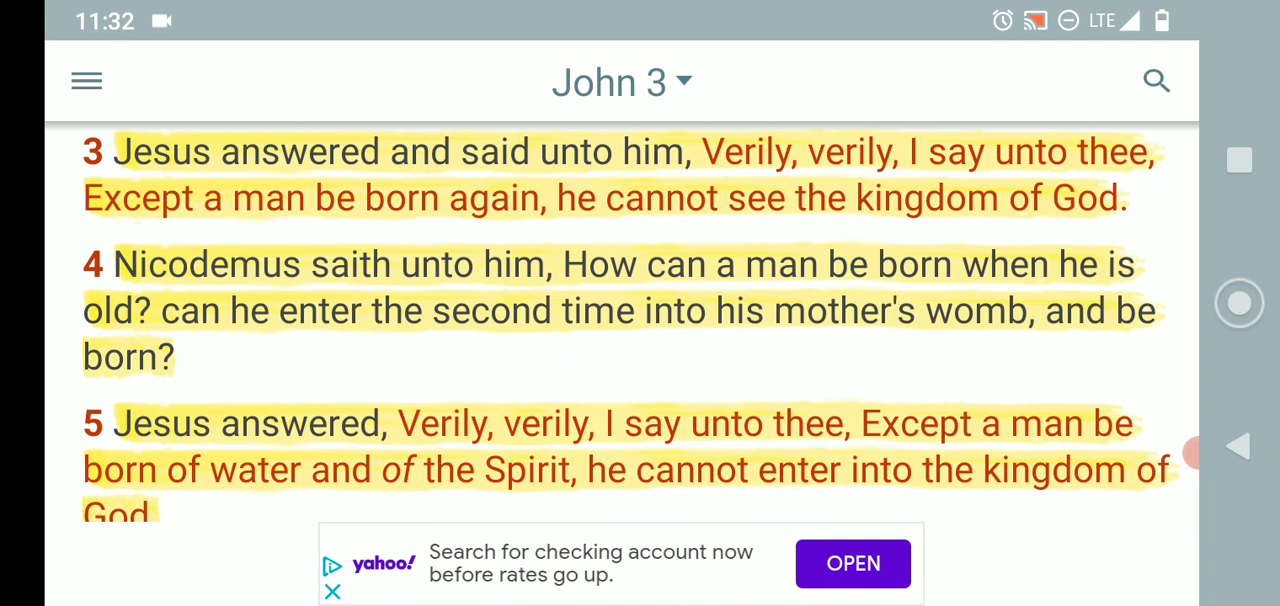 11:32 LTE
John 3
3 Jesus answered and said unto him, Verily, verily, I say unto thee,
Except a man be born again, he cannot see the kingdom of God.
4 Nicodemus saith unto him, How can a man be born when he is
old? can he enter the second time into his mother's womb, and be
born?
5 Jesus answered, Verily, verily, I say unto thee, Except a man be
born of water and of the Spirit, he cannot enter into the kingdom of
God
yahoo! Search for checking account now
before rates go up.
OPEN